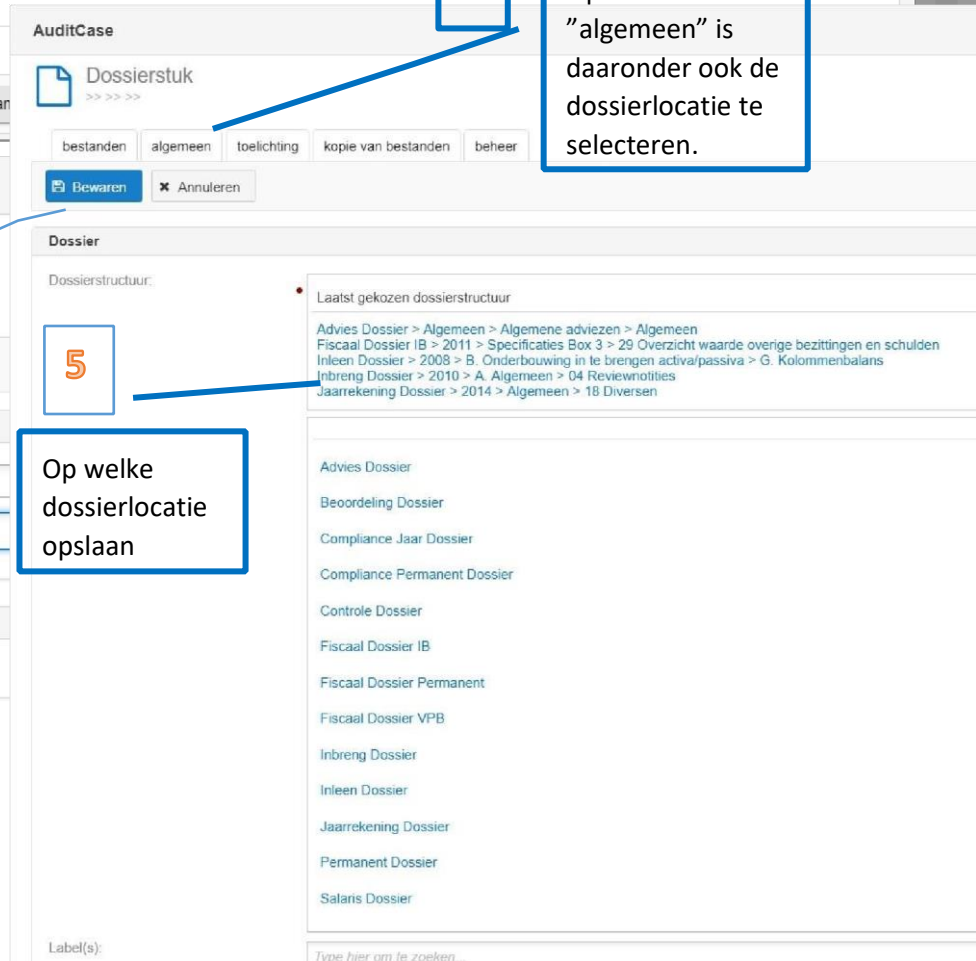 AuditCase
”algemeen” is
daaronder ook de
dossierlocatie te
selecteren.
Dossierstuk
>> >> >>
bestanden algemeen toelichting kopie van bestanden beheer
Bewaren Annuleren
Dossier
Dossierstructuur:
Laatst gekozen dossierstructuur
Advies Dossier > Algemeen > Algemene adviezen > Algemeen
Fiscaal Dossier IB > 2011 > Specificaties Box 3 > 29 Overzicht waarde overige bezittingen en schulden
Inleen Dossier > 2008 > B. Onderbouwing in te brengen activa/passiva > G. Kolommenbalans
Inbreng Dossier > 2010 > A. Algemeen > 04 Reviewnotities
Jaarrekening Dossier > 2014 > Algemeen > 18 Diversen
5
Op welke
dossierlocatie
opslaan
Advies Dossier
Beoordeling Dossier
Compliance Jaar Dossier
Compliance Permanent Dossier
Controle Dossier
Fiscaal Dossier IB
Fiscaal Dossier Permanent
Fiscaal Dossier VPB
Inbreng Dossier
Inleen Dossier
Jaarrekening Dossier
Permanent Dossier
Salaris Dossier
Label(s):
Type hier om te zoeken...